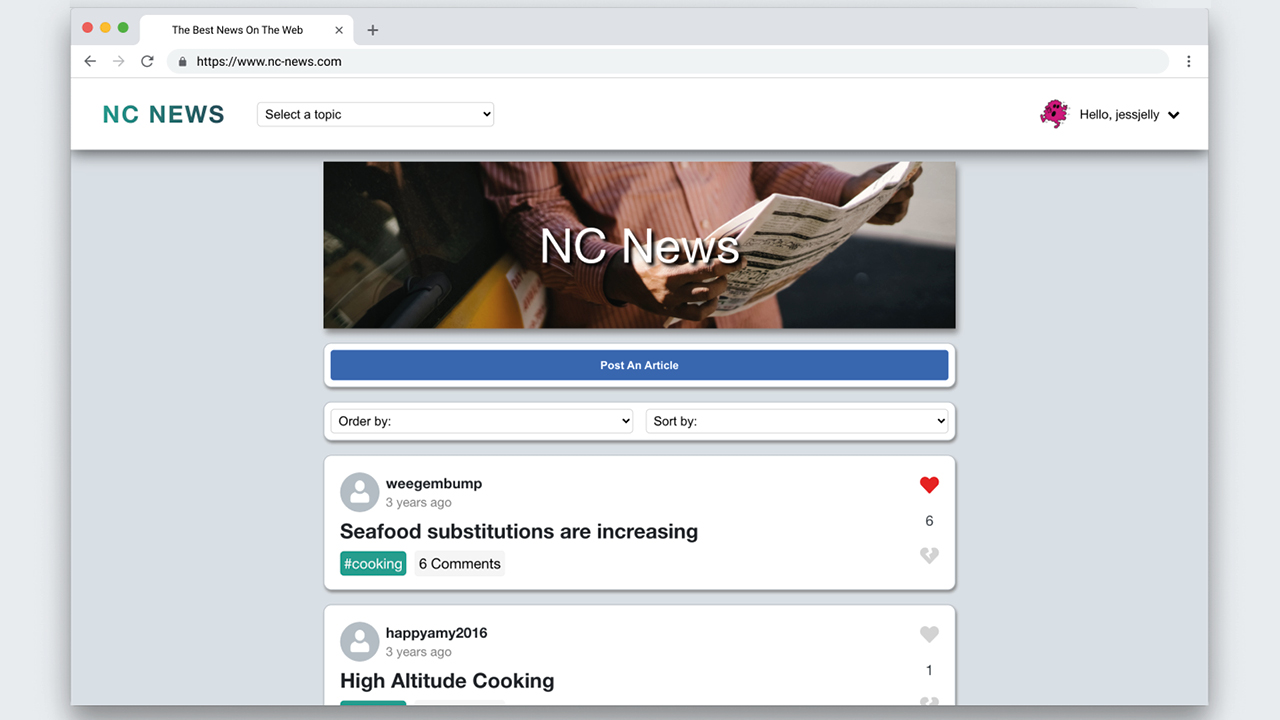 The Best News On The Web
https://www.nc-news.com
NC NEWS
Select a topic
Hello, jessjelly
NC News
Post An Article
Order by:
Sort by:
weegembump
3 years ago
Seafood substitutions are increasing
#cooking
6 Comments
6
happyamy2016
3 years ago
High Altitude Cooking
1